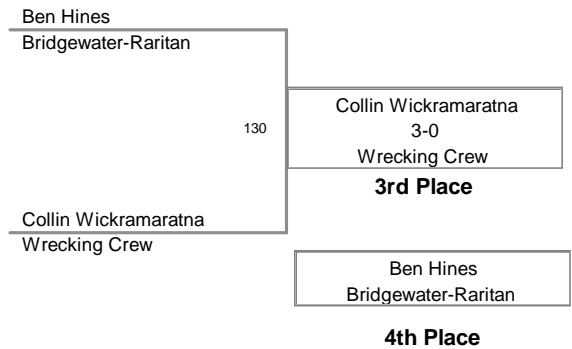 Ben Hines
Bridgewater-Raritan
130
Collin Wickramaratna
3-0
Wrecking Crew
3rd Place
Collin Wickramaratna
Wrecking Crew
Ben Hines
Bridgewater-Raritan
4th Place